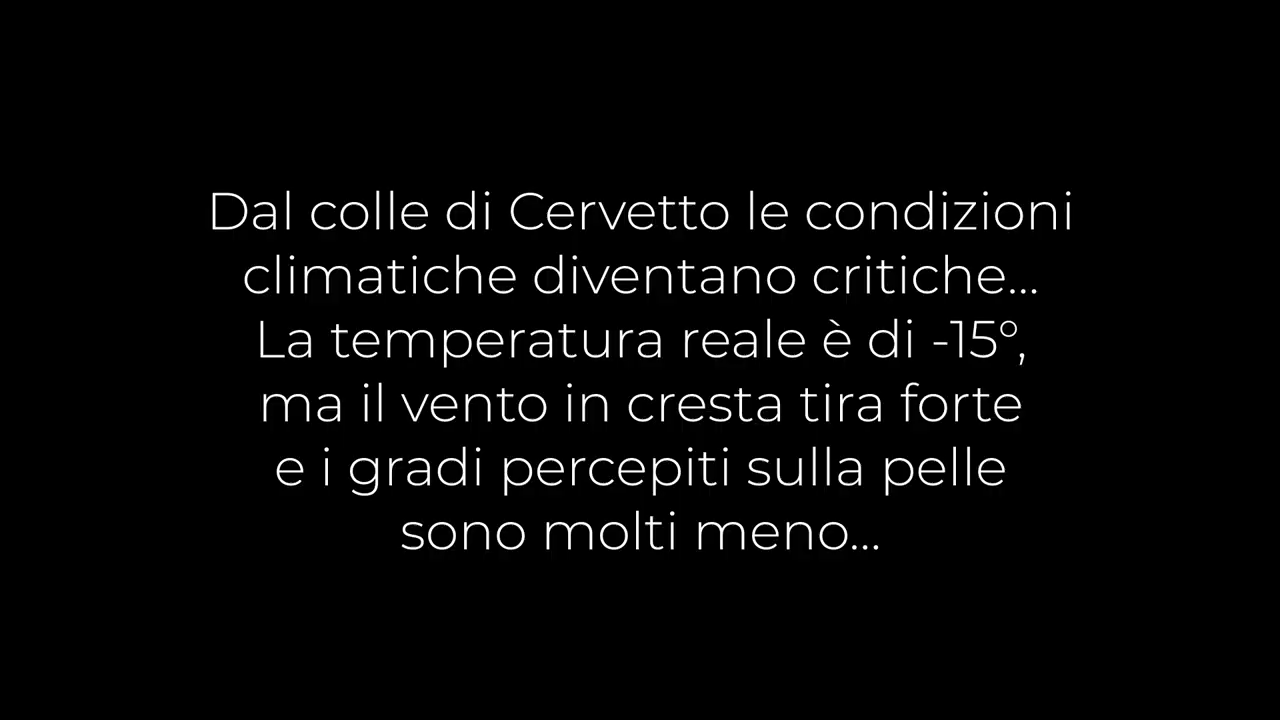 Dal colle di Cervetto le condizioni
climatiche diventano critiche...
La temperatura reale è di -15°,
ma il vento in cresta tira forte
e i gradi percepiti sulla pelle
sono molti meno...